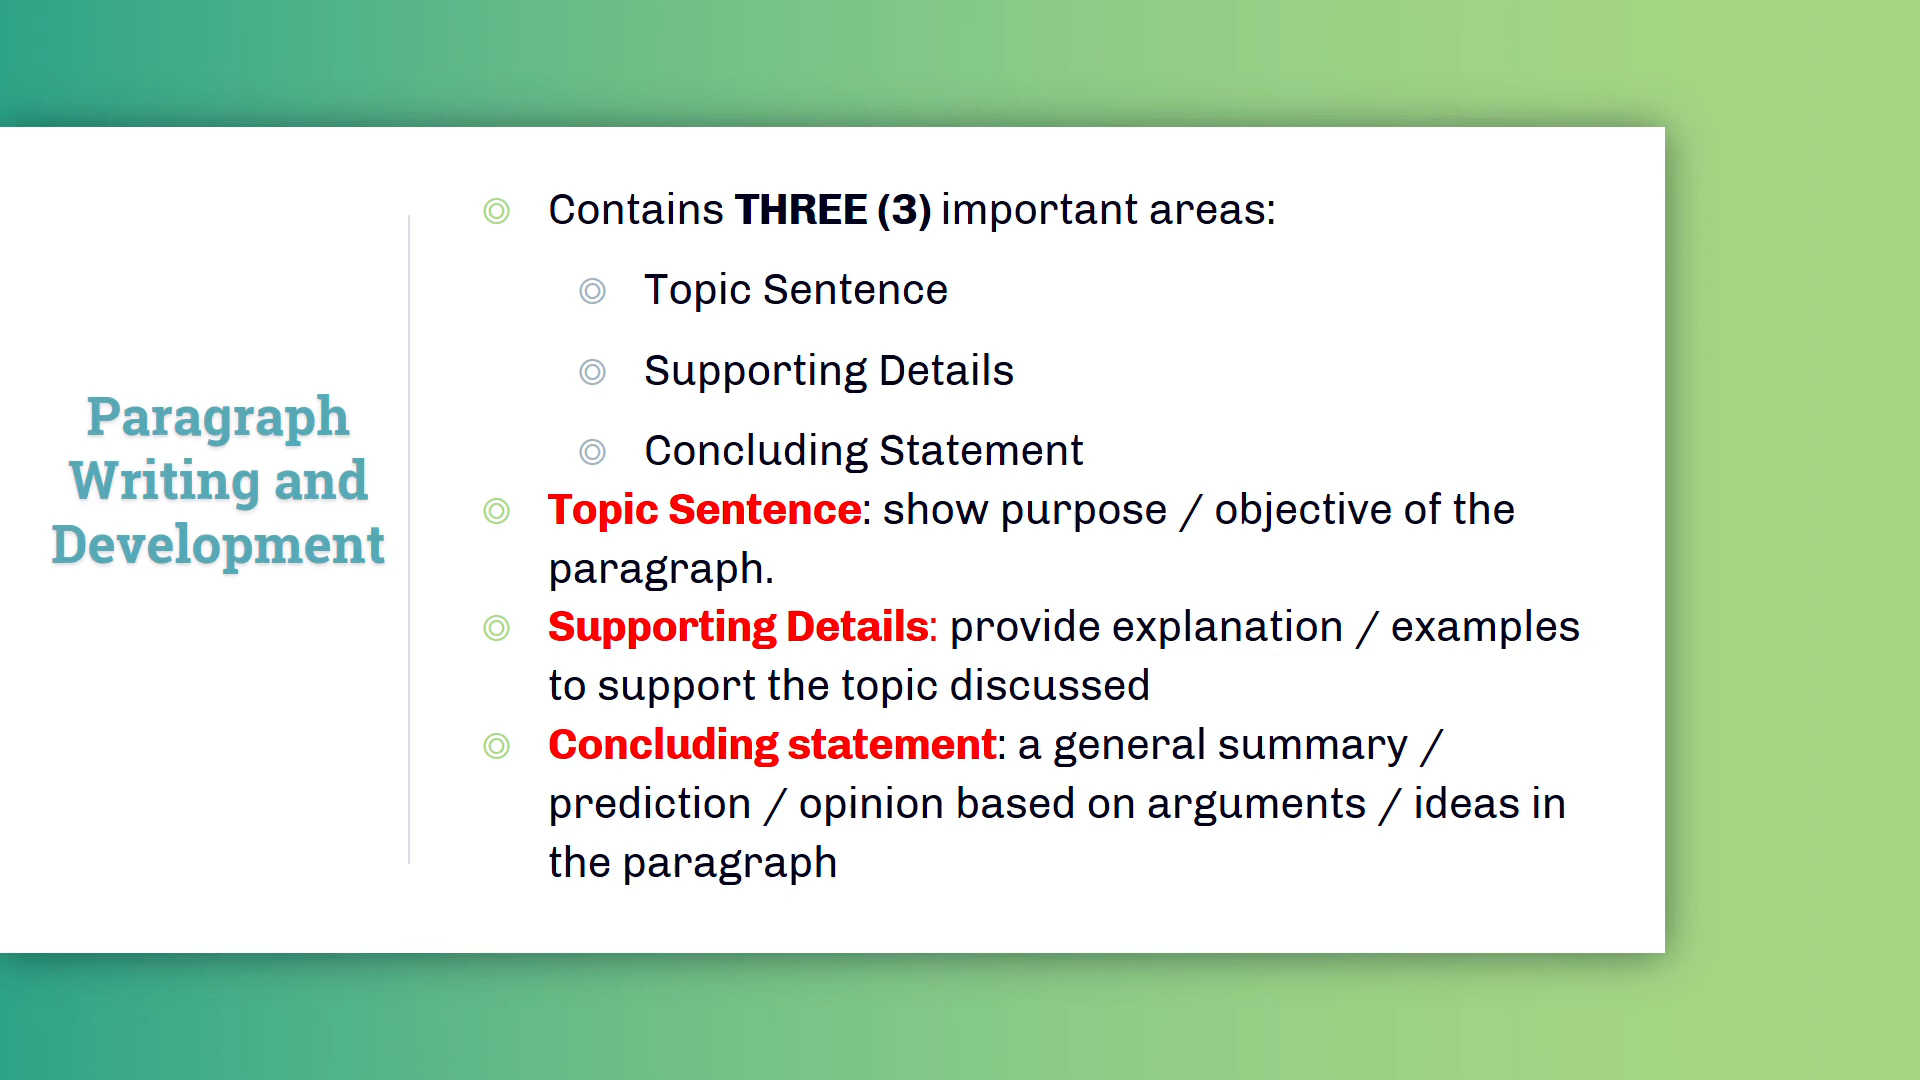 Paragraph
Writing and
Development
Contains THREE (3) important areas:
Topic Sentence
Supporting Details
Concluding Statement
Topic Sentence: show purpose / objective of the
paragraph.
Supporting Details: provide explanation / examples
to support the topic discussed
Concluding statement: a general summary /
prediction / opinion based on arguments / ideas in
the paragraph